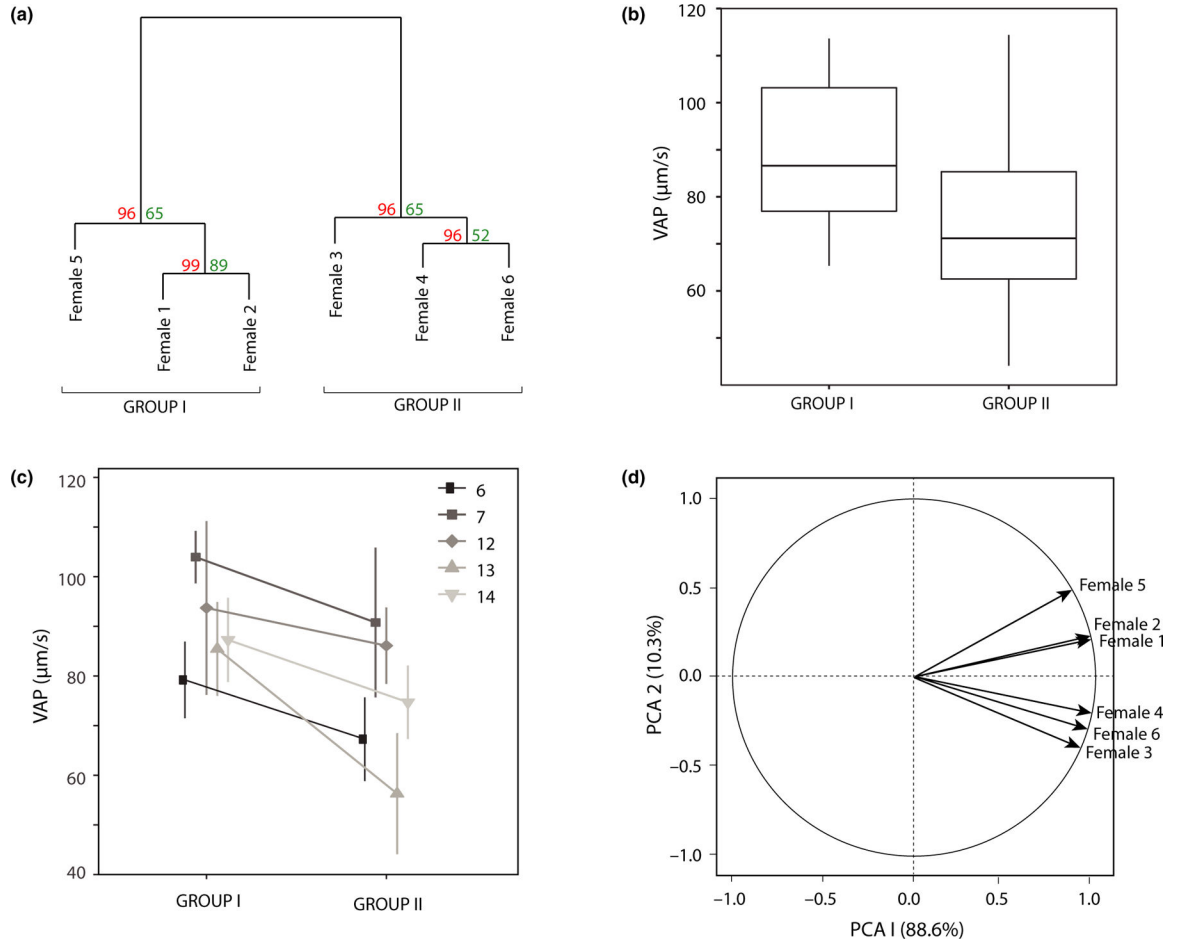 (a)
96 65
96 65
99 89
96 52
Female 5
Female 1
Female 2
Female 3
Female 4
Female 6
GROUP I
GROUP II
(b)
120
100
80
60
VAP (μm/s)
GROUP I
GROUP II
(c)
120
100
80
60
40
VAP (μm/s)
6
7
12
13
14
GROUP I
GROUP II
(d)
1.0
0.5
0.0
–0.5
–1.0
PCA 2 (10.3%)
Female 5
Female 2
Female 1
Female 4
Female 6
Female 3
–1.0
–0.5
0.0
0.5
1.0
PCA I (88.6%)